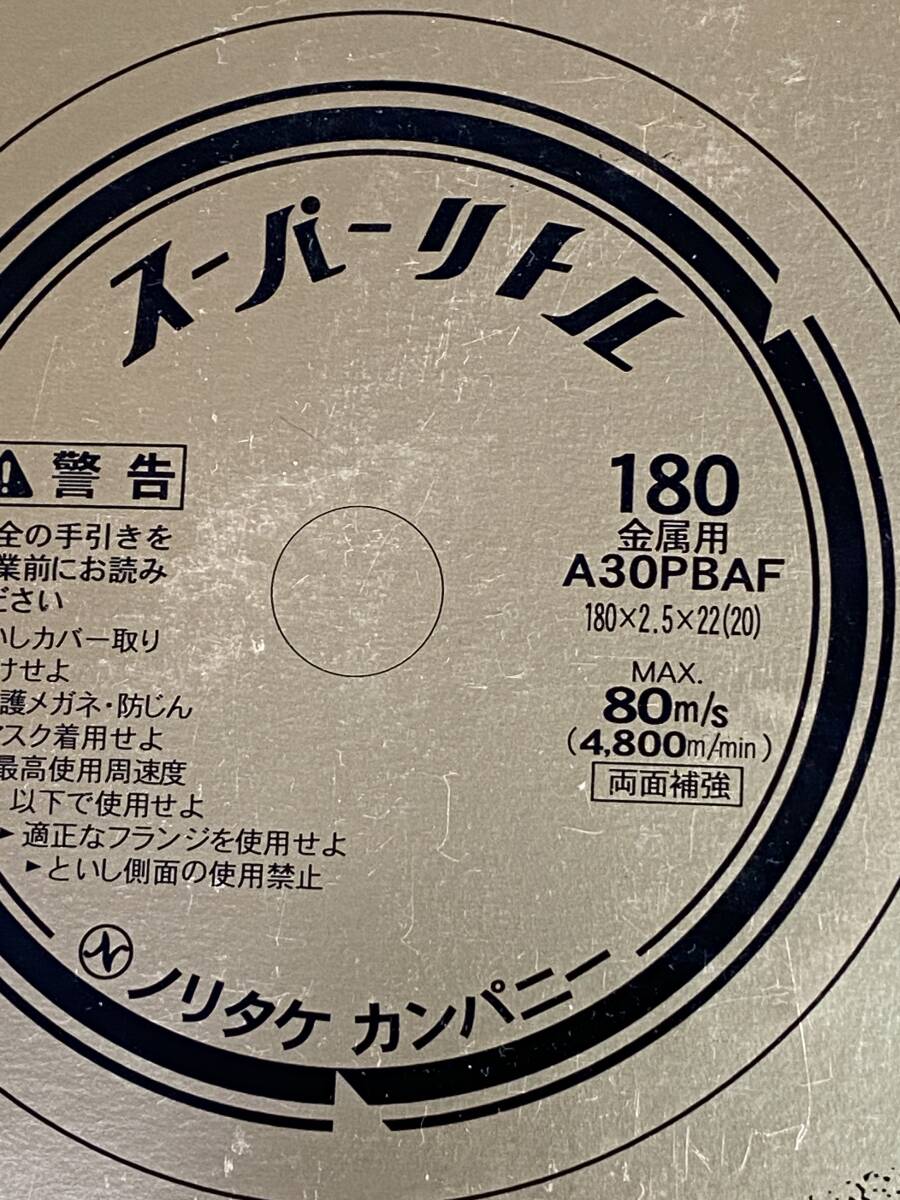 スーパーリトル
警告
全の手引きを
業前にお読み
ださい
いしカバー取り
けせよ
護メガネ・防じん
スク着用せよ
最高使用周速度
以下で使用せよ
►適正なフランジを使用せよ
►といし側面の使用禁止
180
金属用
A30PBAF
180×2.5×22(20)
MAX.
80m/s
(4,800m/min)
両面補強
ノリタケ カンパニー